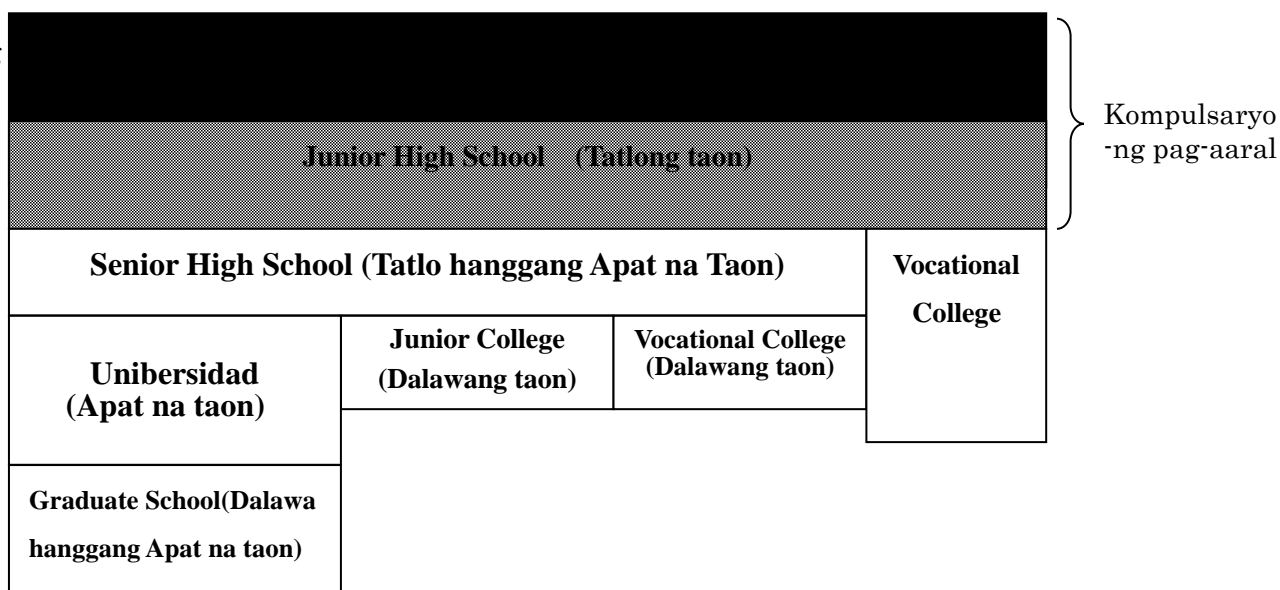 Junior High School (Tatlong taon)
Kompulsaryo
-ng pag-aaral
Senior High School (Tatlo hanggang Apat na Taon)
Vocational
College
Unibersidad
(Apat na taon)
Junior College
(Dalawang taon)
Vocational College
(Dalawang taon)
Graduate School(Dalawa
hanggang Apat na taon)